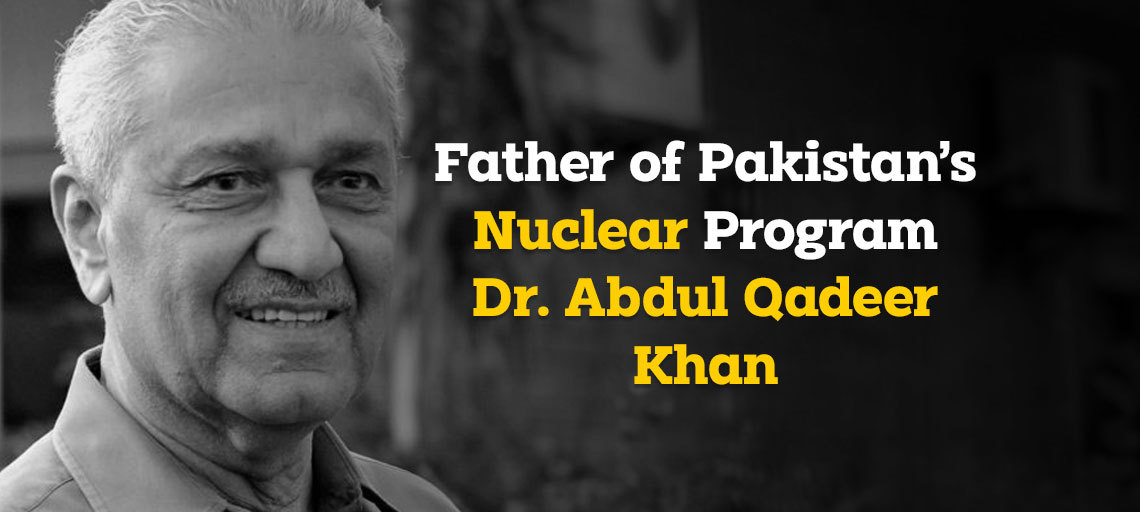 Father of Pakistan’s
Nuclear Program
Dr. Abdul Qadeer
Khan